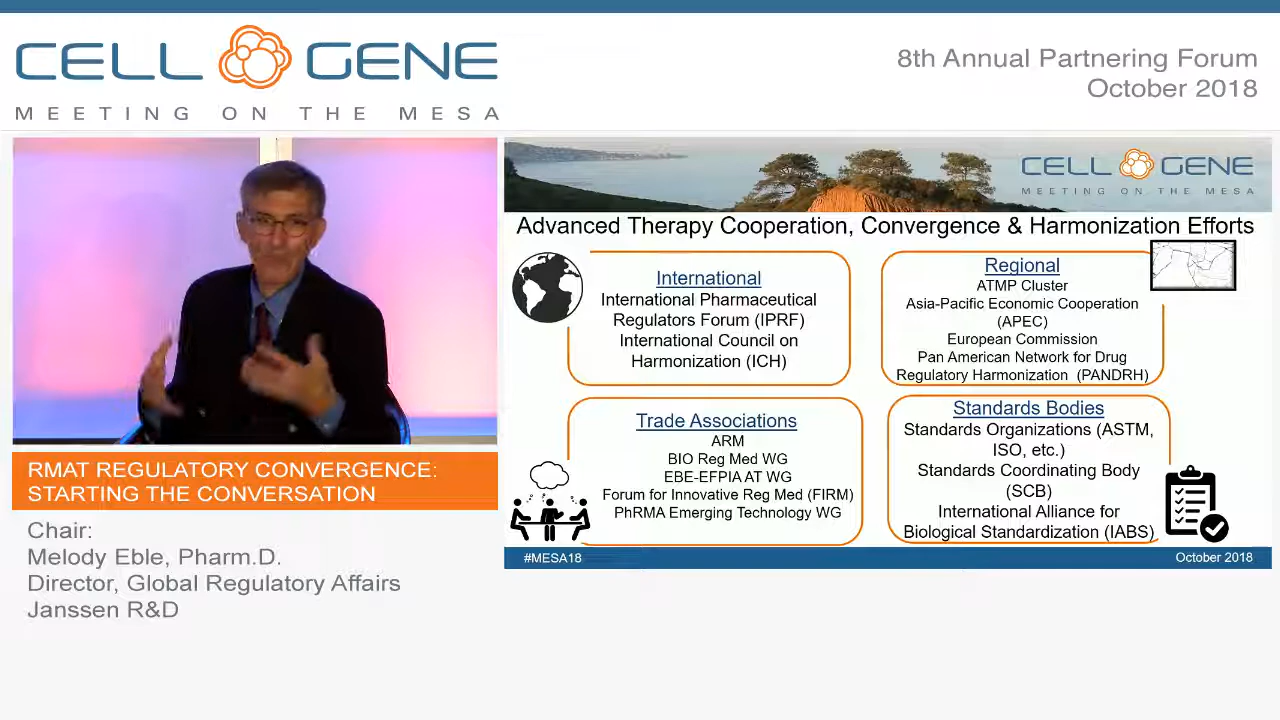 CELL GENE
MEETING ON THE MESA
8th Annual Partnering Forum
October 2018
CELL GENE
MEETING ON THE MESA
Advanced Therapy Cooperation, Convergence & Harmonization Efforts
International
International Pharmaceutical
Regulators Forum (IPRF)
International Council on
Harmonization (ICH)
Regional
ATMP Cluster
Asia-Pacific Economic Cooperation
(APEC)
European Commission
Pan American Network for Drug
Regulatory Harmonization (PANDRH)
Trade Associations
ARM
BIO Reg Med WG
EBE-EFPIA AT WG
Forum for Innovative Reg Med (FIRM)
PhRMA Emerging Technology WG
Standards Bodies
Standards Organizations (ASTM,
ISO, etc.)
Standards Coordinating Body
(SCB)
International Alliance for
Biological Standardization (IABS)
#MESA18
October 2018
RMAT REGULATORY CONVERGENCE:
STARTING THE CONVERSATION
Chair:
Melody Eble, Pharm.D.
Director, Global Regulatory Affairs
Janssen R&D